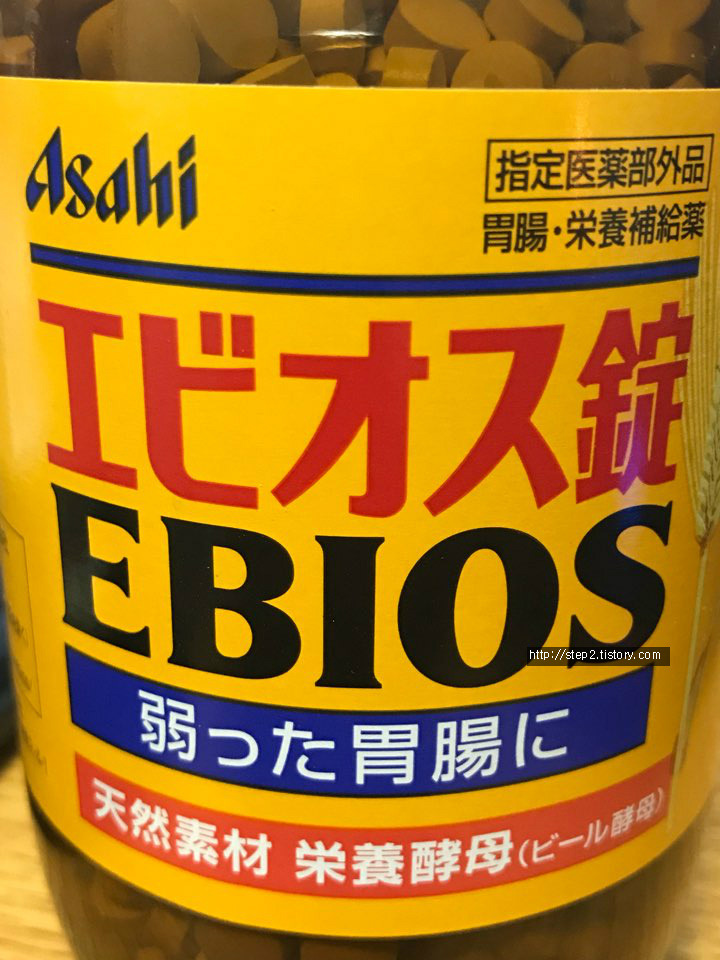 Asahi
指定医薬部外品
胃腸・栄養補給薬
エビオス錠
EBIOS
http://step2.tistory.com
弱った胃腸に
天然素材 栄養酵母(ビール酵母)